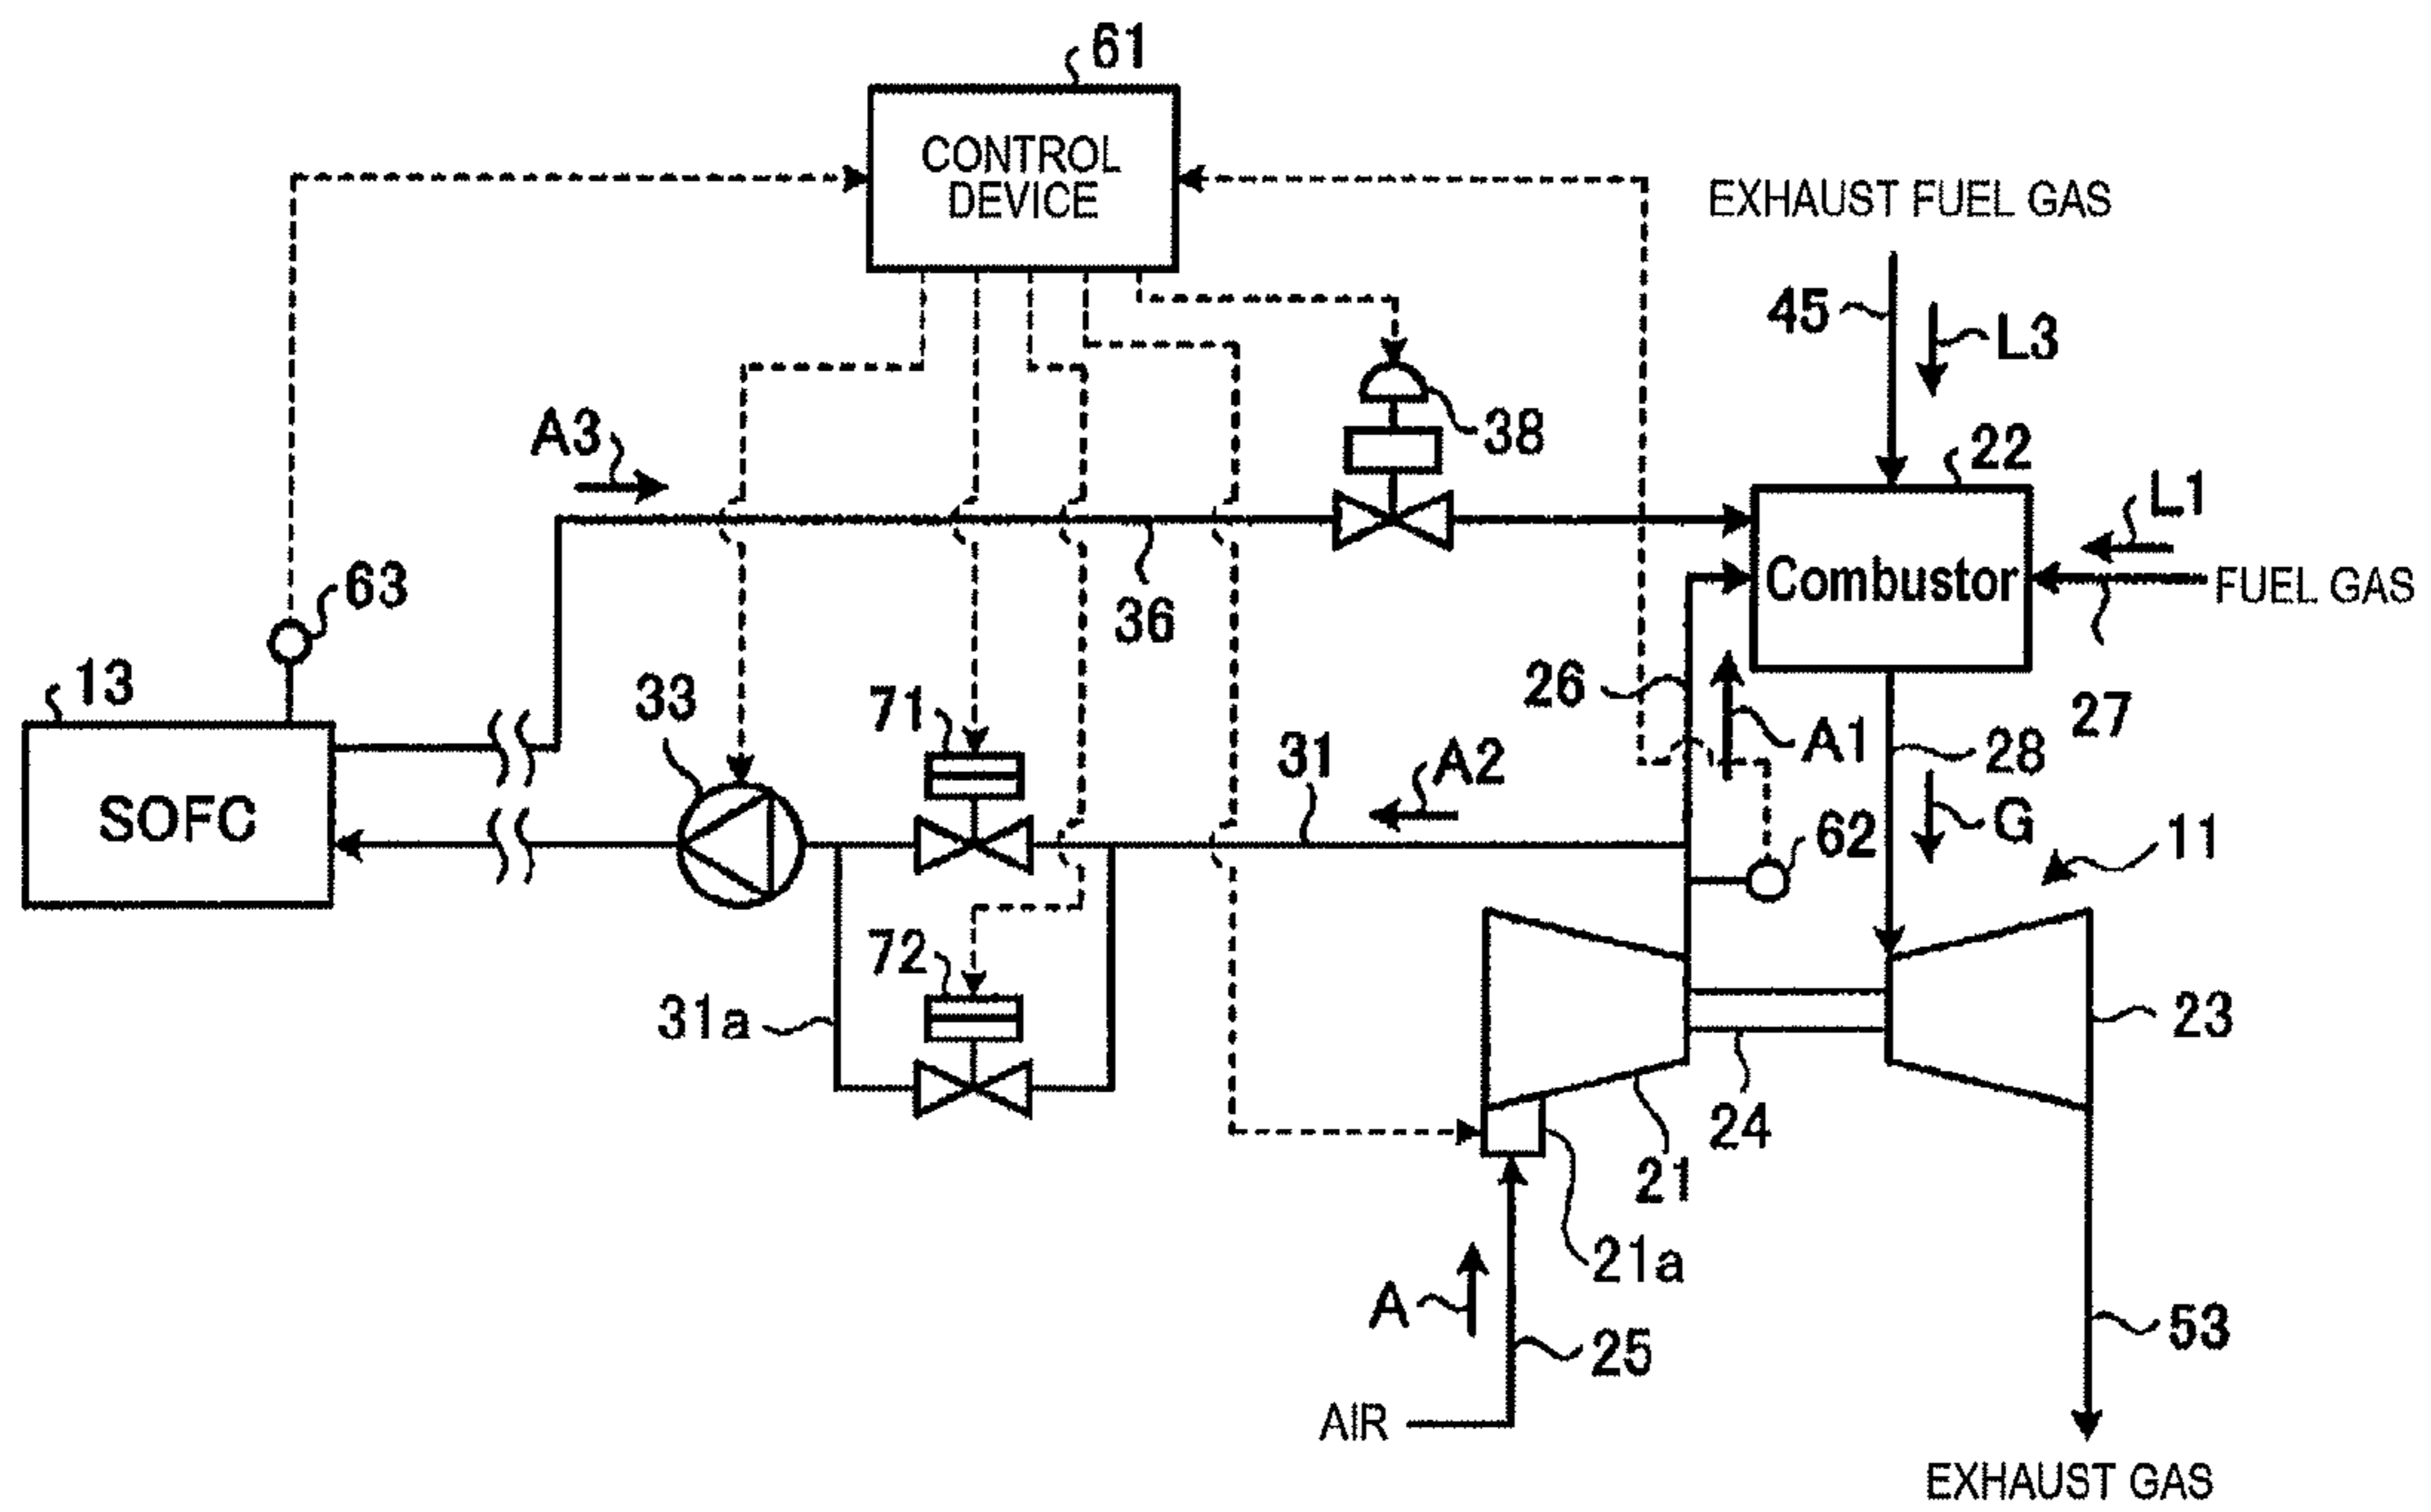 61
CONTROL
DEVICE
EXHAUST FUEL GAS
45
L3
A3
38
22
L1
Combustor
FUEL GAS
63
36
13
33
71
26
27
31
A2
A1
28
SOFC
G
11
62
72
31a
23
24
21
21a
A
25
53
AIR
EXHAUST GAS